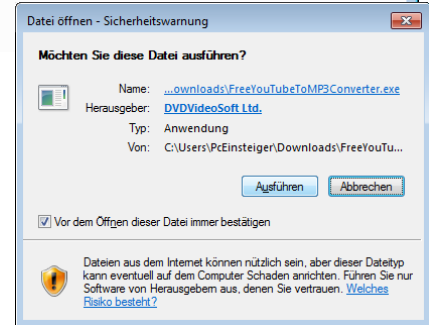 Datei öffnen - Sicherheitswarnung
Möchten Sie diese Datei ausführen?
Name: ...ownloads\FreeYouTubeToMP3Converter.exe
Herausgeber: DVDVideoSoft Ltd.
Typ: Anwendung
Von: C:\Users\PcEinsteiger\Downloads\FreeYouTu...
Ausführen Abbrechen
Vor dem Öffnen dieser Datei immer bestätigen
Dateien aus dem Internet können nützlich sein, aber dieser Dateityp
kann eventuell auf dem Computer Schaden anrichten. Führen Sie nur
Software von Herausgebern aus, denen Sie vertrauen. Welches
Risiko besteht?